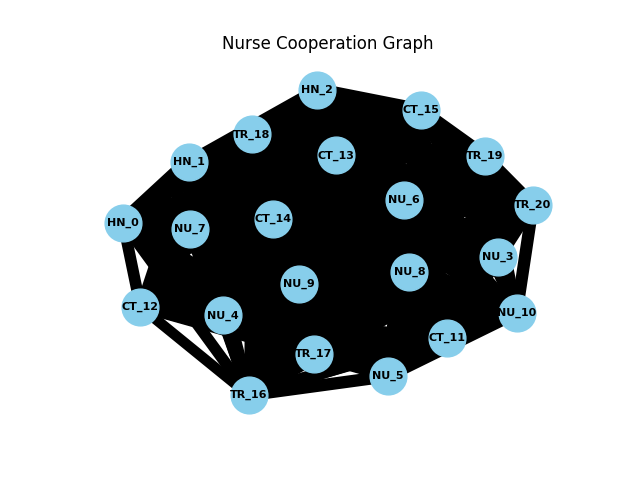 Nurse Cooperation Graph
HN_2
CT_15
TR_18
CT_13
TR_19
HN_1
NU_6
TR_20
CT_14
HN_0
NU_7
NU_3
NU_8
NU_9
CT_12
NU_10
NU_4
CT_11
TR_17
NU_5
TR_16